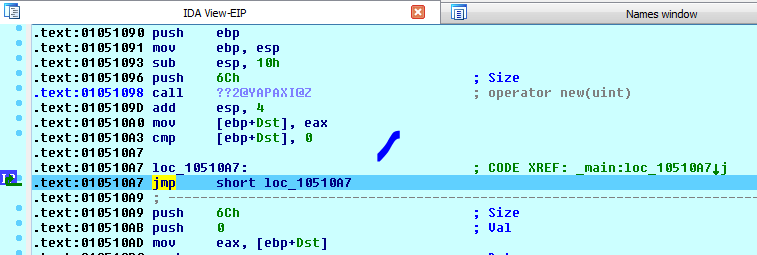 IDA View-EIP
Names window
.text:01051090 push ebp
.text:01051091 mov ebp, esp
.text:01051093 sub esp, 10h
.text:01051096 push 6Ch ; Size
.text:01051098 call ??2@YAPAXI@Z ; operator new(uint)
.text:0105109D add esp, 4
.text:010510A0 mov [ebp+Dst], eax
.text:010510A3 cmp [ebp+Dst], 0
.text:010510A7
.text:010510A7 loc_10510A7: ; CODE XREF: _main:loc_10510A7↓j
.text:010510A7 jmp short loc_10510A7
.text:010510A9 ; ---------------------------------------------------------------------------
.text:010510A9 push 6Ch ; Size
.text:010510AB push 0 ; Val
.text:010510AD mov eax, [ebp+Dst]